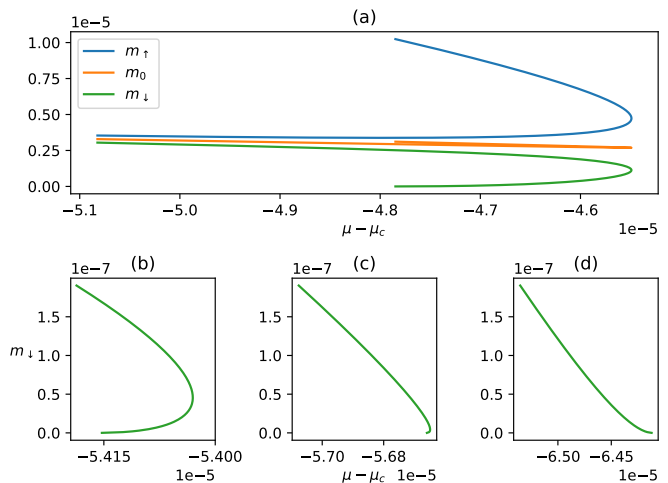 (a)
1e-5
1.00
0.75
0.50
0.25
0.00
m↑
m0
m↓
−5.1 −5.0 −4.9 −4.8 −4.7 −4.6
μ − μc 1e-5
(b) (c) (d)
1e-7 1e-7 1e-7
1.5 1.5 1.5
1.0 1.0 1.0
m↓
0.5 0.5 0.5
0.0 0.0 0.0
−5.415 −5.400 −5.70 −5.68 −6.50 −6.45
1e-5 μ − μc 1e-5 1e-5